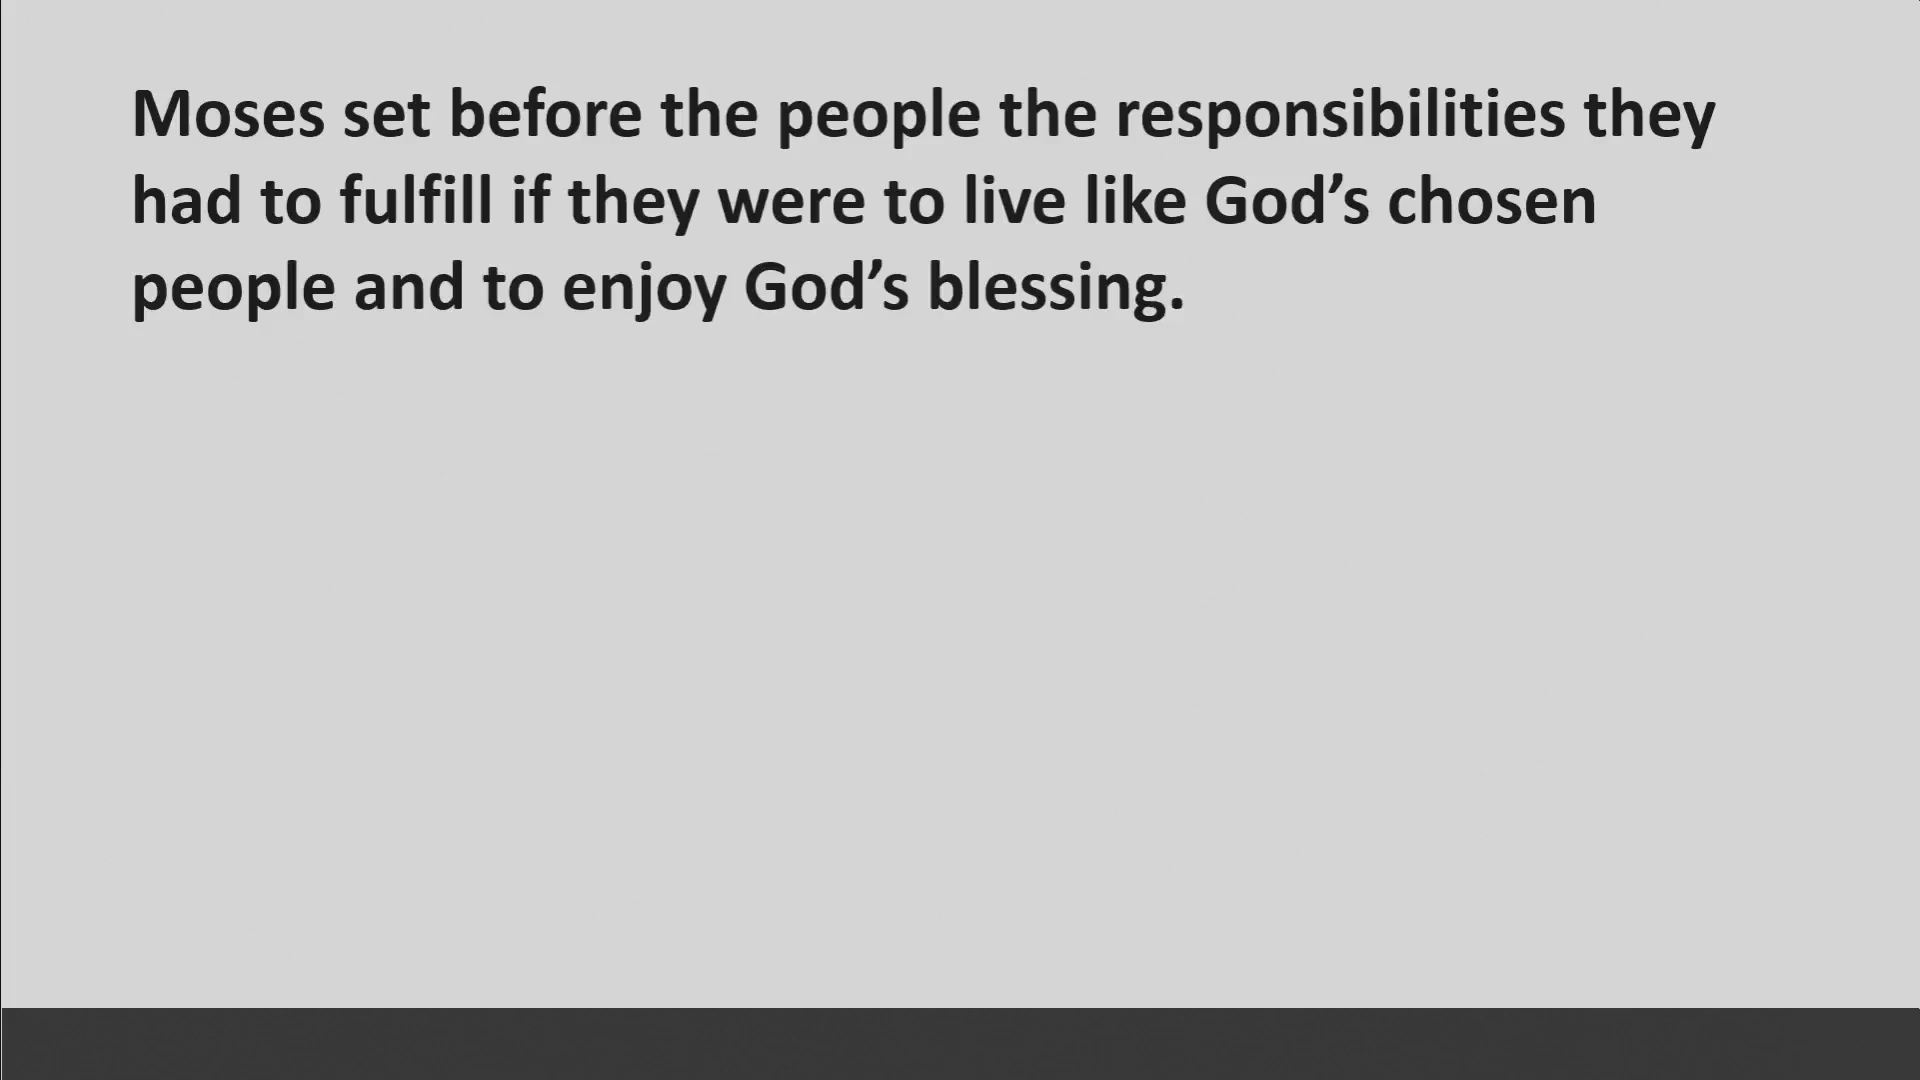 Moses set before the people the responsibilities they
had to fulfill if they were to live like God’s chosen
people and to enjoy God’s blessing.